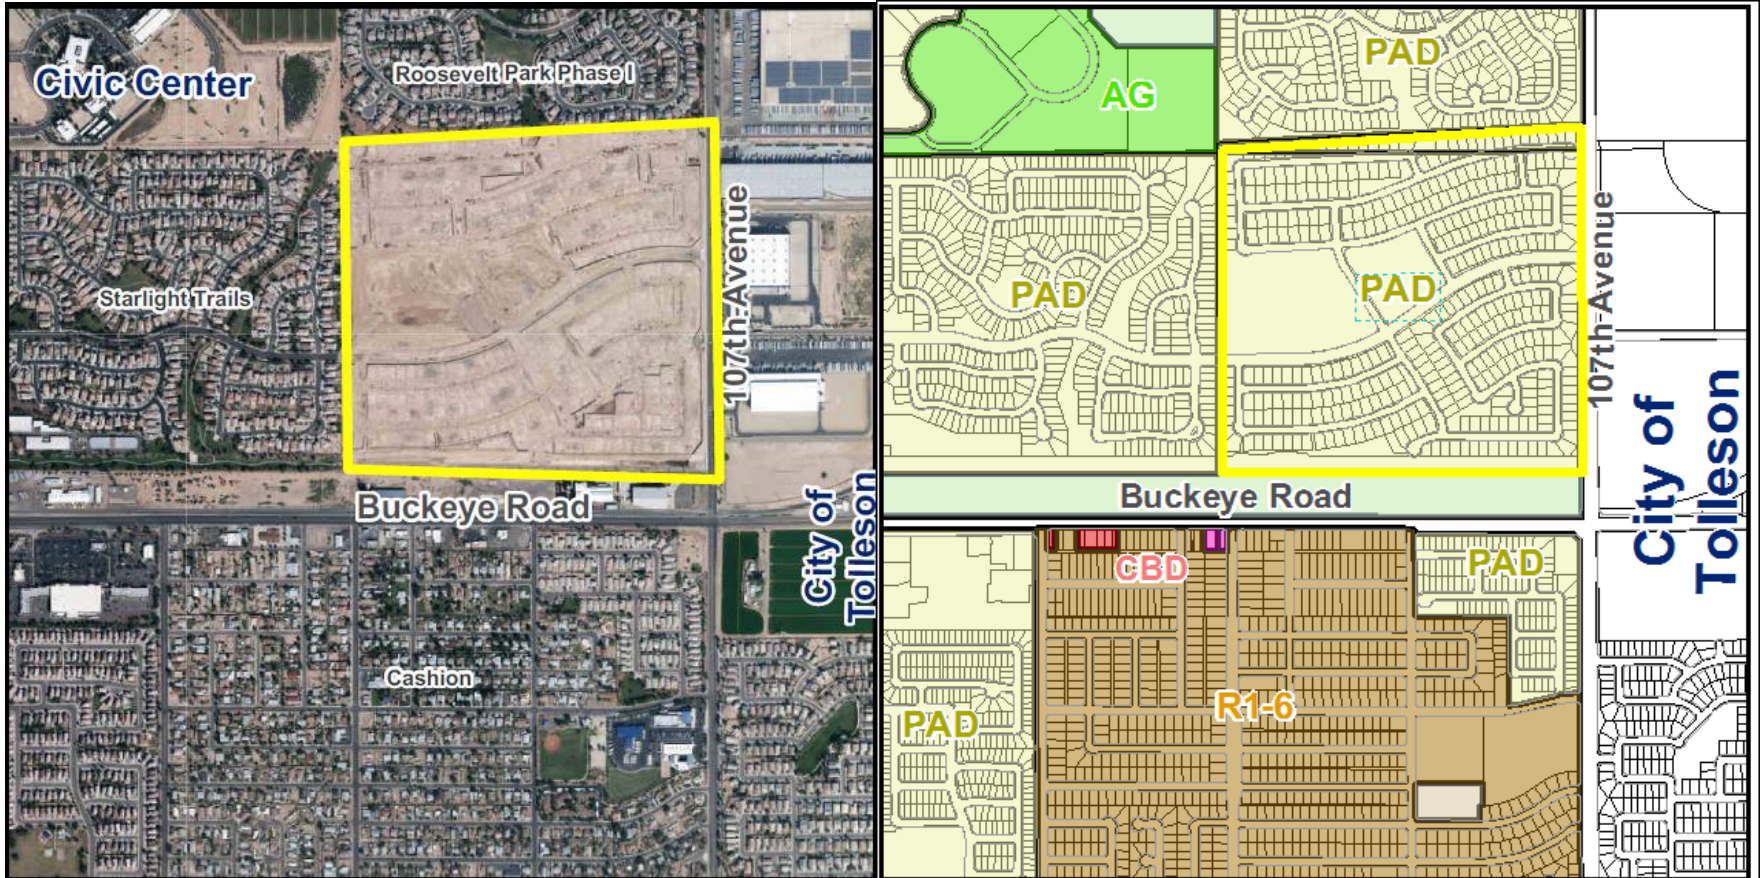 Civic Center
Roosevelt Park Phase I
Starlight Trails
107th Avenue
Buckeye Road
City of
Tolleson
Cashion
PAD
AG
PAD
PAD
107th Avenue
Buckeye Road
City of
Tolleson
CBD
PAD
R1-6
PAD